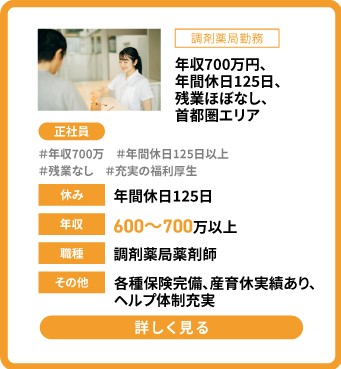 調剤薬局勤務
年収700万円、
年間休日125日、
残業ほぼなし、
首都圏エリア
正社員
#年収700万 #年間休日125日以上
#残業なし #充実の福利厚生
休み 年間休日125日
年収 600〜700万以上
職種 調剤薬局薬剤師
その他 各種保険完備、産育休実績あり、
ヘルプ体制充実
詳しく見る